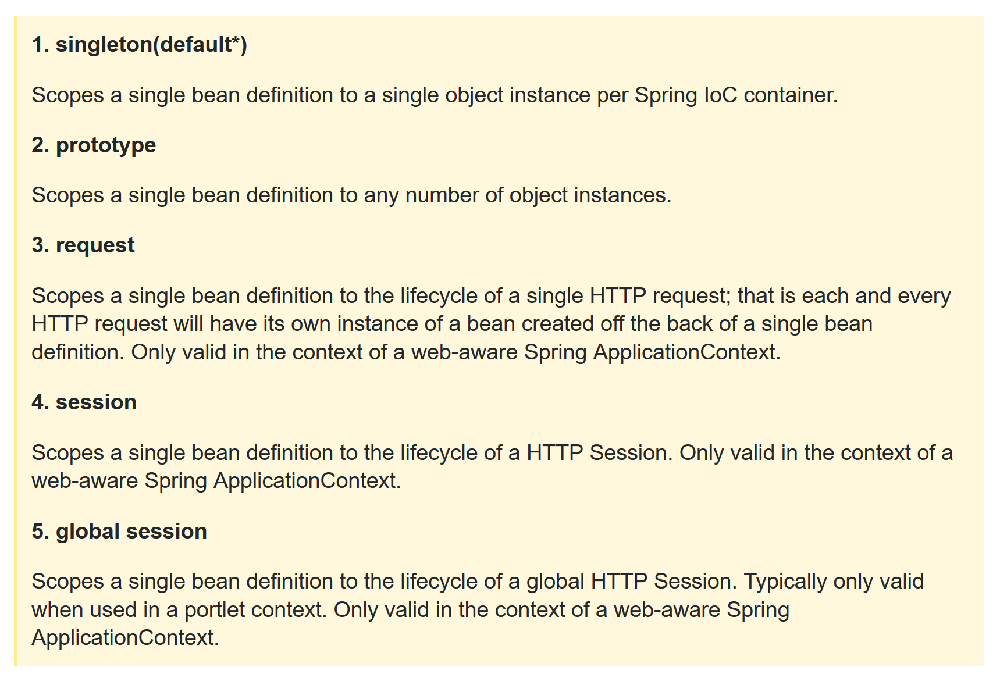 1. singleton(default*)
Scopes a single bean definition to a single object instance per Spring IoC container.
2. prototype
Scopes a single bean definition to any number of object instances.
3. request
Scopes a single bean definition to the lifecycle of a single HTTP request; that is each and every
HTTP request will have its own instance of a bean created off the back of a single bean
definition. Only valid in the context of a web-aware Spring ApplicationContext.
4. session
Scopes a single bean definition to the lifecycle of a HTTP Session. Only valid in the context of a
web-aware Spring ApplicationContext.
5. global session
Scopes a single bean definition to the lifecycle of a global HTTP Session. Typically only valid
when used in a portlet context. Only valid in the context of a web-aware Spring
ApplicationContext.